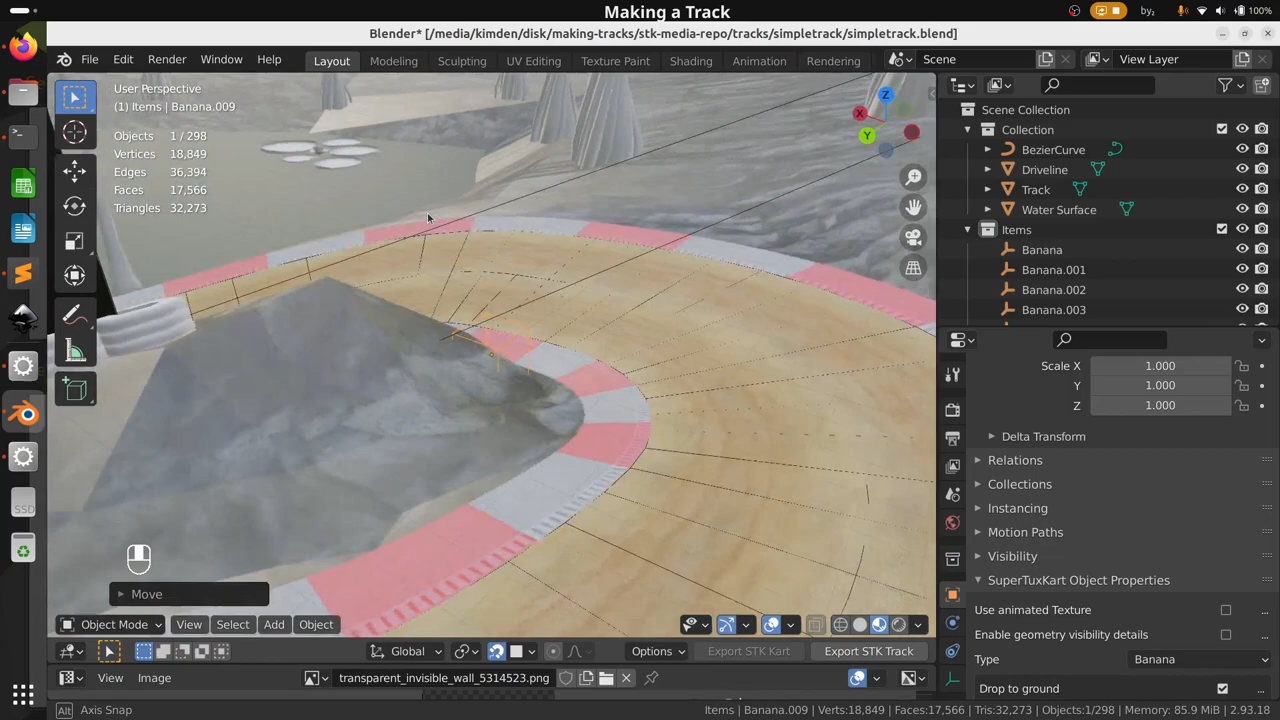 Making a Track
by₂
100%
Blender* [/media/kimden/disk/making-tracks/stk-media-repo/tracks/simpletrack/simpletrack.blend]
File Edit Render Window Help
Layout Modeling Sculpting UV Editing Texture Paint Shading Animation Rendering
Scene
View Layer
User Perspective
(1) Items | Banana.009
Objects 1 / 298
Vertices 18,849
Edges 36,394
Faces 17,566
Triangles 32,273
X
Y
Z
Scene Collection
Collection
BezierCurve
Driveline
Track
Water Surface
Items
Banana
Banana.001
Banana.002
Banana.003
Scale X 1.000
Y 1.000
Z 1.000
Delta Transform
Relations
Collections
Instancing
Motion Paths
Visibility
SuperTuxKart Object Properties
Use animated Texture
Enable geometry visibility details
Type Banana
Drop to ground ...
SSD
Move
Object Mode View Select Add Object
Global
Options
Export STK Kart
Export STK Track
View Image
transparent_invisible_wall_5314523.png
Alt Axis Snap
Items | Banana.009 | Verts:18,849 | Faces:17,566 | Tris:32,273 | Objects:1/298 | Memory: 85.9 MiB | 2.93.18